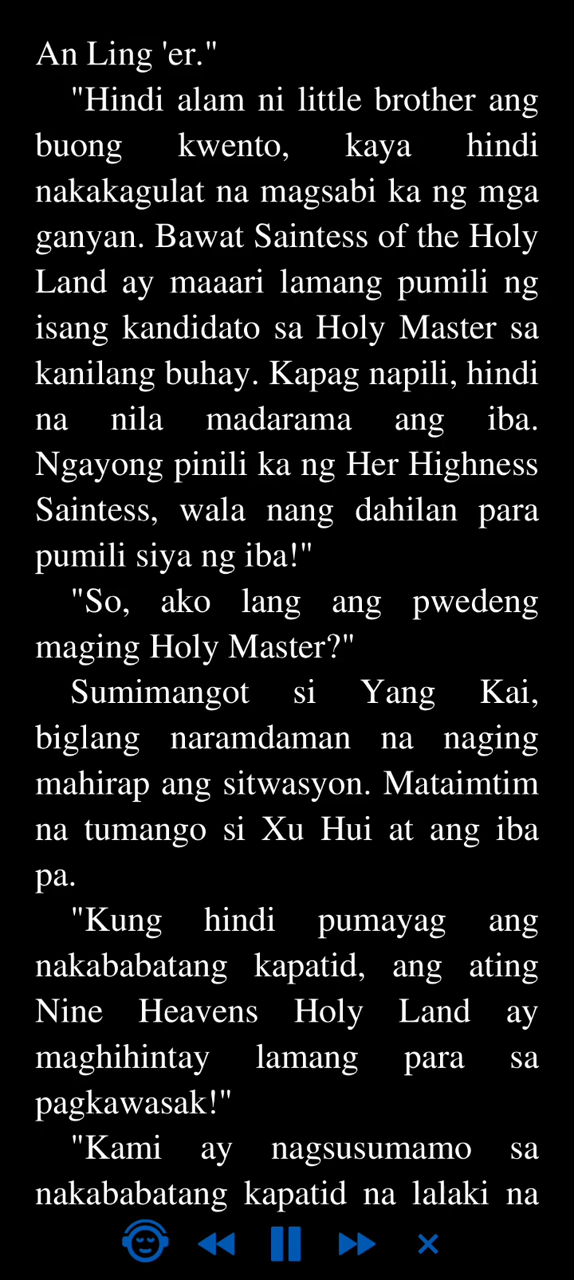 An Ling 'er."
"Hindi alam ni little brother ang
buong kwento, kaya hindi
nakakagulat na magsabi ka ng mga
ganyan. Bawat Saintess of the Holy
Land ay maaari lamang pumili ng
isang kandidato sa Holy Master sa
kanilang buhay. Kapag napili, hindi
na nila madarama ang iba.
Ngayong pinili ka ng Her Highness
Saintess, wala nang dahilan para
pumili siya ng iba!"
"So, ako lang ang pwedeng
maging Holy Master?"
Sumimangot si Yang Kai,
biglang naramdaman na naging
mahirap ang sitwasyon. Mataimtim
na tumango si Xu Hui at ang iba
pa.
"Kung hindi pumayag ang
nakababatang kapatid, ang ating
Nine Heavens Holy Land ay
maghihintay lamang para sa
pagkawasak!"
"Kami ay nagsusumamo sa
nakababatang kapatid na lalaki na